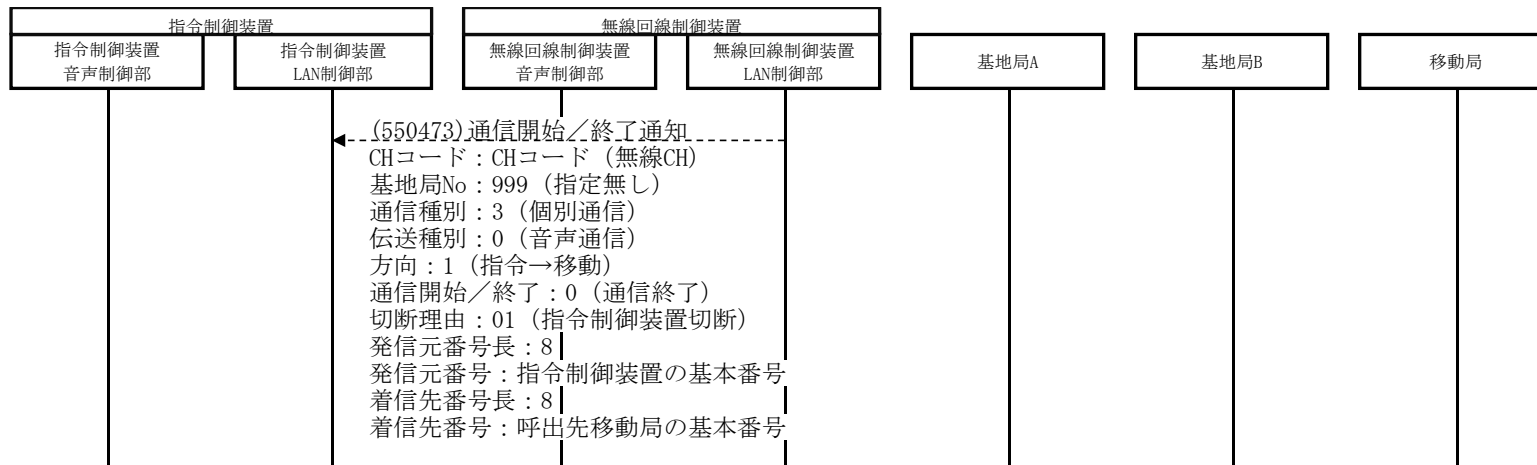 指令制御装置
無線回線制御装置
指令制御装置
音声制御部
指令制御装置
LAN制御部
無線回線制御装置
音声制御部
無線回線制御装置
LAN制御部
基地局A
基地局B
移動局
(550473)通信開始／終了通知
CHコード：CHコード（無線CH）
基地局No：999（指定無し）
通信種別：3（個別通信）
伝送種別：0（音声通信）
方向：1（指令→移動）
通信開始／終了：0（通信終了）
切断理由：01（指令制御装置切断）
発信元番号長：8
発信元番号：指令制御装置の基本番号
着信先番号長：8
着信先番号：呼出先移動局の基本番号